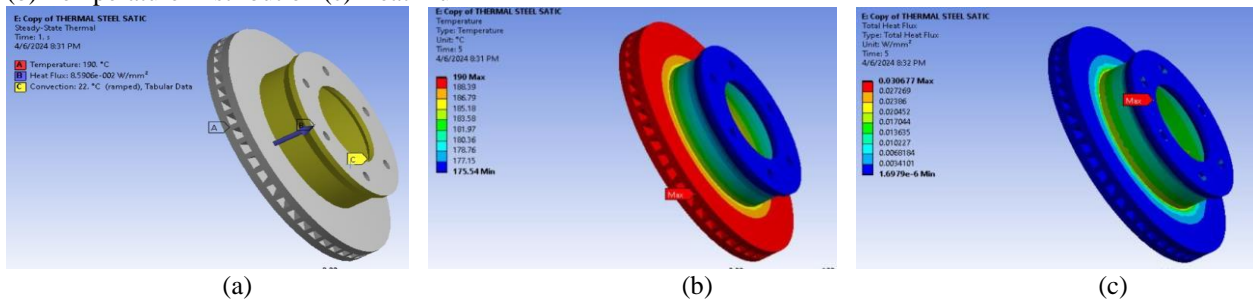 E: Copy of THERMAL STEEL SATIC
Steady-State Thermal
Time: 1. s
4/6/2024 8:31 PM
A Temperature: 190. °C
B Heat Flux: 8.5906e-002 W/mm²
C Convection: 22. °C (ramped), Tabular Data
A
B
C
E: Copy of THERMAL STEEL SATIC
Temperature
Type: Temperature
Unit: °C
Time: 5
4/6/2024 8:31 PM
190 Max
188.39
186.79
185.18
183.58
181.97
180.36
178.76
177.15
175.54 Min
Max
E: Copy of THERMAL STEEL SATIC
Total Heat Flux
Type: Total Heat Flux
Unit: W/mm²
Time: 5
4/6/2024 8:32 PM
0.030677 Max
0.027269
0.02386
0.020452
0.017044
0.013635
0.010227
0.0068184
0.0034101
1.6979e-6 Min
Max
(a)
(b)
(c)